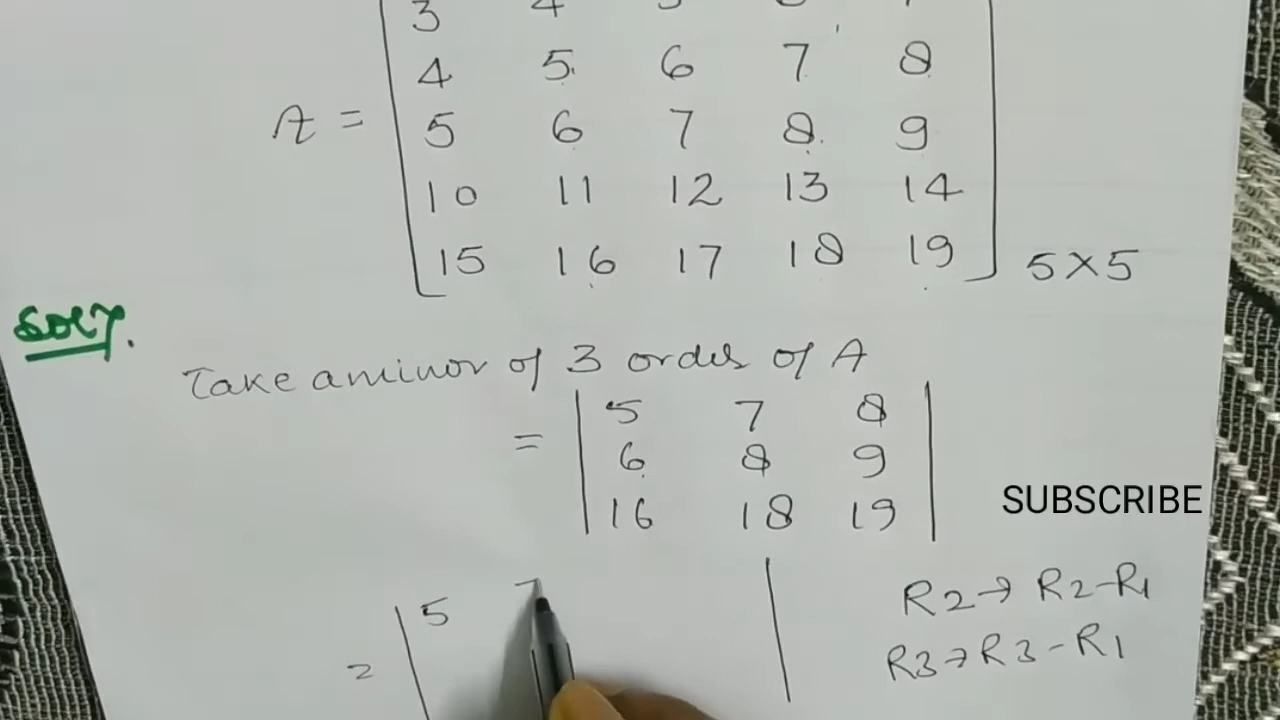 3 4 5
4 5 6 7 8
A = 5 6 7 8 9
10 11 12 13 14
15 16 17 18 19 5×5
Soln.
Take a minor of 3 order of A
= 5 7 8
6 8 9
16 18 19
SUBSCRIBE
= 5 7
R2→ R2-R1
R3→R3-R1